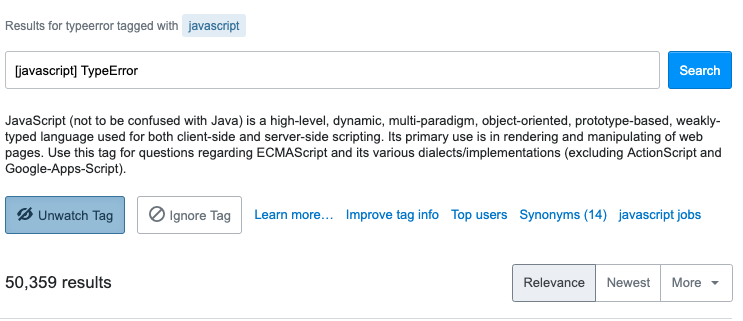 Results for typeerror tagged with javascript
[javascript] TypeError
Search
JavaScript (not to be confused with Java) is a high-level, dynamic, multi-paradigm, object-oriented, prototype-based, weakly-
typed language used for both client-side and server-side scripting. Its primary use is in rendering and manipulating of web
pages. Use this tag for questions regarding ECMAScript and its various dialects/implementations (excluding ActionScript and
Google-Apps-Script).
Unwatch Tag Ignore Tag Learn more… Improve tag info Top users Synonyms (14) javascript jobs
50,359 results Relevance Newest More